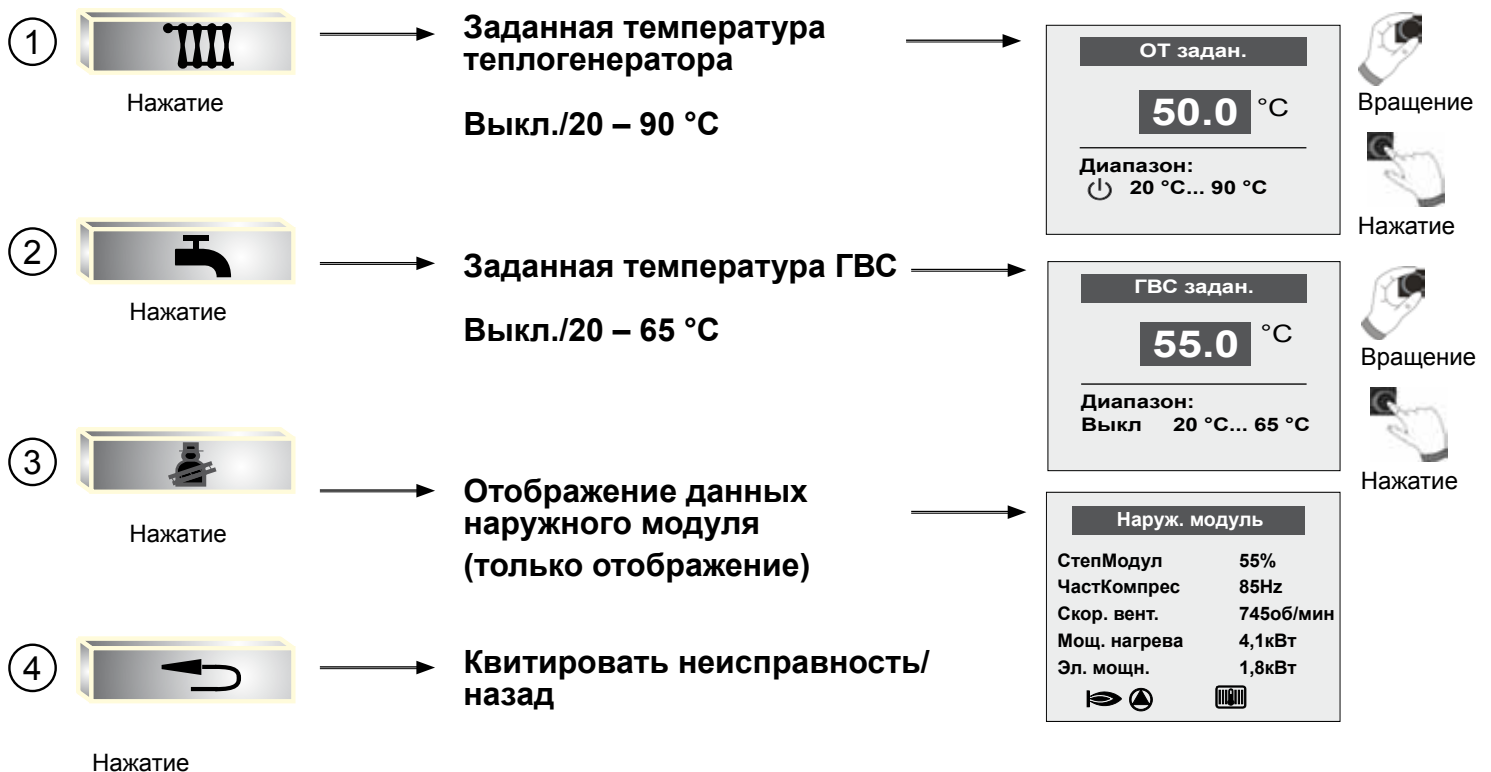 1
Нажатие
Заданная температура
теплогенератора
Выкл./20 – 90 °C
ОТ задан.
50.0 °C
Диапазон:
20 °C... 90 °C
Вращение
Нажатие
2
Нажатие
Заданная температура ГВС
Выкл./20 – 65 °C
ГВС задан.
55.0 °C
Диапазон:
Выкл 20 °C... 65 °C
Вращение
Нажатие
3
Нажатие
Отображение данных
наружного модуля
(только отображение)
Наруж. модуль
СтепМодул 55%
ЧастКомпрес 85Hz
Скор. вент. 745об/мин
Мощ. нагрева 4,1кВт
Эл. мощн. 1,8кВт
4
Нажатие
Квитировать неисправность/
назад